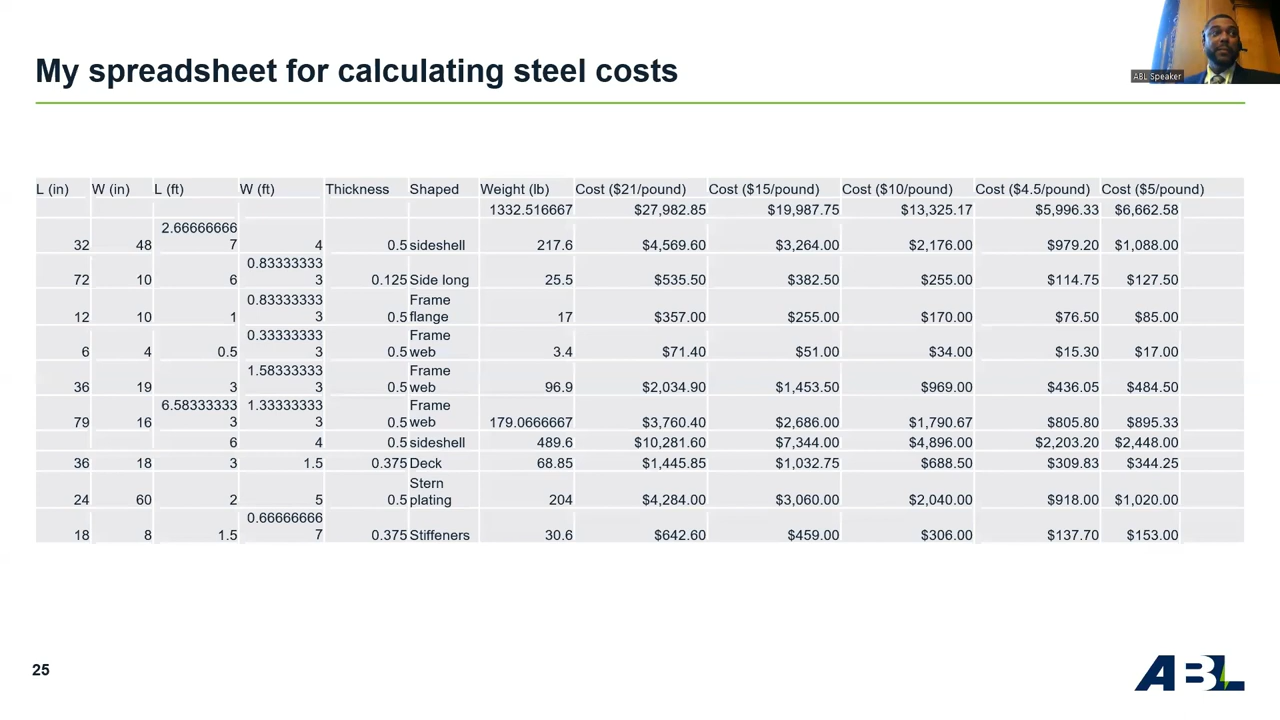 My spreadsheet for calculating steel costs
ABL Speaker
L (in) W (in) L (ft) W (ft) Thickness Shaped Weight (lb) Cost ($21/pound) Cost ($15/pound) Cost ($10/pound) Cost ($4.5/pound) Cost ($5/pound)
1332.516667 $27,982.85 $19,987.75 $13,325.17 $5,996.33 $6,662.58
2.66666666
32 48 7 4 0.5 sideshell 217.6 $4,569.60 $3,264.00 $2,176.00 $979.20 $1,088.00
0.83333333
72 10 6 3 0.125 Side long 25.5 $535.50 $382.50 $255.00 $114.75 $127.50
0.83333333 Frame
12 10 1 3 0.5 flange 17 $357.00 $255.00 $170.00 $76.50 $85.00
0.33333333 Frame
6 4 0.5 3 0.5 web 3.4 $71.40 $51.00 $34.00 $15.30 $17.00
1.58333333 Frame
36 19 3 3 0.5 web 96.9 $2,034.90 $1,453.50 $969.00 $436.05 $484.50
6.58333333 1.33333333 Frame
79 16 3 3 0.5 web 179.0666667 $3,760.40 $2,686.00 $1,790.67 $805.80 $895.33
6 4 0.5 sideshell 489.6 $10,281.60 $7,344.00 $4,896.00 $2,203.20 $2,448.00
36 18 3 1.5 0.375 Deck 68.85 $1,445.85 $1,032.75 $688.50 $309.83 $344.25
Stern
24 60 2 5 0.5 plating 204 $4,284.00 $3,060.00 $2,040.00 $918.00 $1,020.00
0.66666666
18 8 1.5 7 0.375 Stiffeners 30.6 $642.60 $459.00 $306.00 $137.70 $153.00
25
ABL